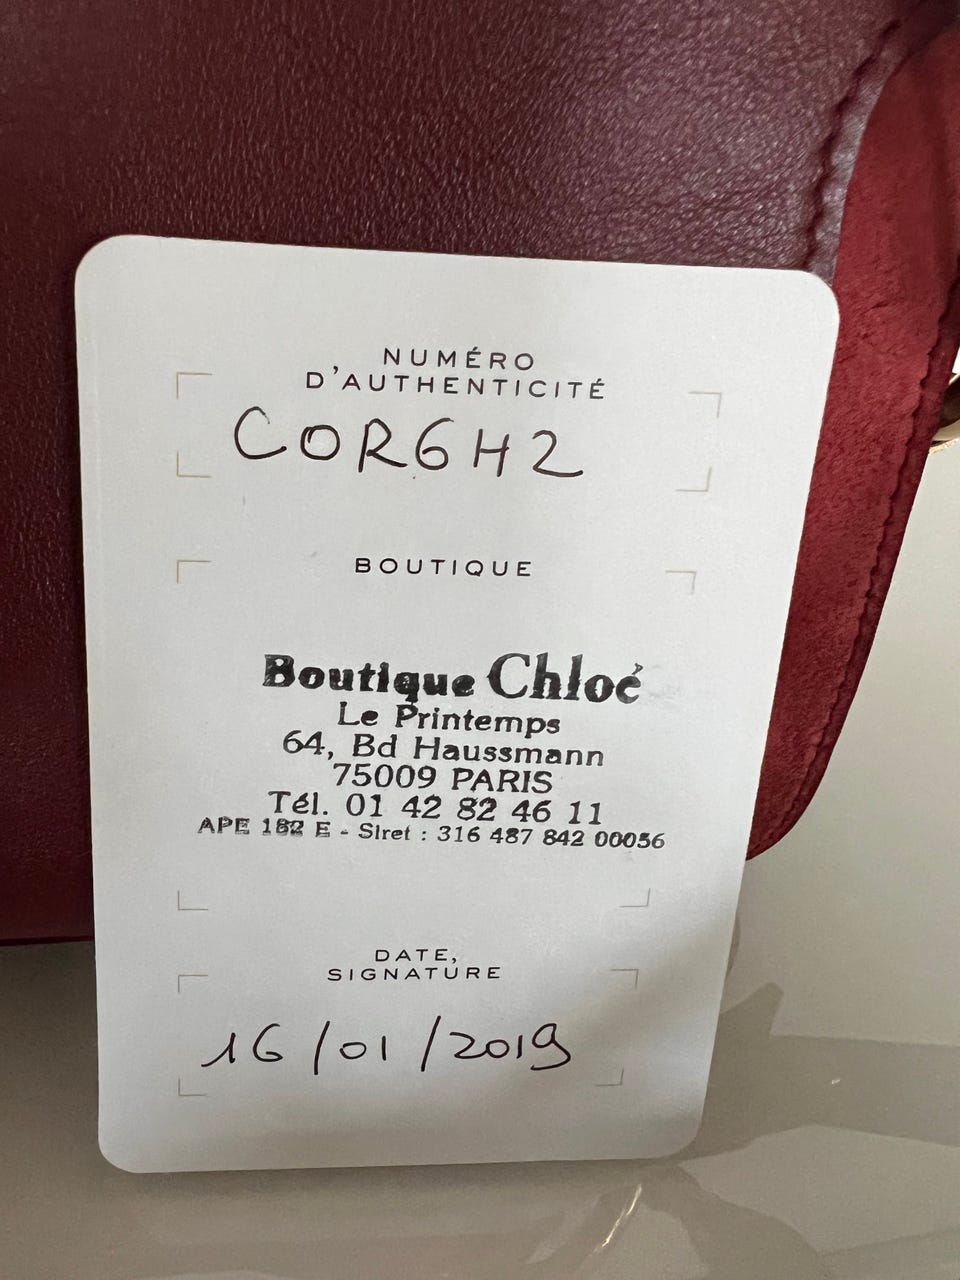 NUMÉRO
D'AUTHENTICITÉ
COR6H2
BOUTIQUE
Boutique Chloé
Le Printemps
64, Bd Haussmann
75009 PARIS
Tél. 01 42 82 46 11
APE 182 E - Siret : 316 487 842 00056
DATE,
SIGNATURE
16/01/2019